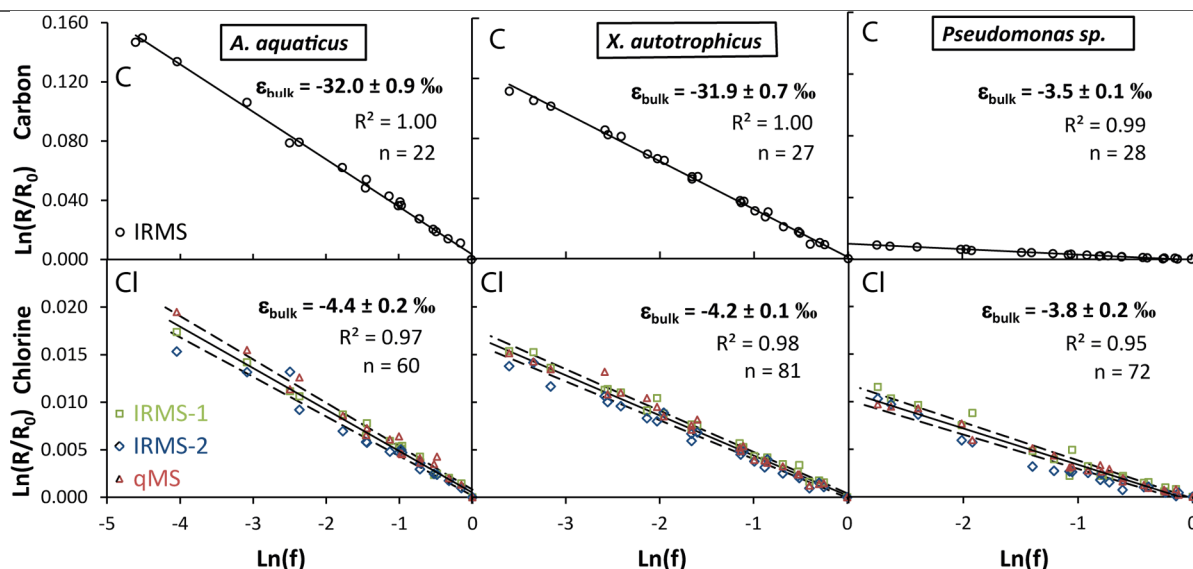 A. aquaticus
X. autotrophicus
Pseudomonas sp.
Ln(R/R0) Carbon
0.160
0.120
0.080
0.040
0.000
C
εbulk = -32.0 ± 0.9 ‰
R² = 1.00
n = 22
IRMS
C
εbulk = -31.9 ± 0.7 ‰
R² = 1.00
n = 27
C
εbulk = -3.5 ± 0.1 ‰
R² = 0.99
n = 28
Ln(R/R0) Chlorine
0.020
0.015
0.010
0.005
0.000
Cl
εbulk = -4.4 ± 0.2 ‰
R² = 0.97
n = 60
IRMS-1
IRMS-2
qMS
Cl
εbulk = -4.2 ± 0.1 ‰
R² = 0.98
n = 81
Cl
εbulk = -3.8 ± 0.2 ‰
R² = 0.95
n = 72
-5 -4 -3 -2 -1 0
-3 -2 -1 0
-2 -1 0
Ln(f)
Ln(f)
Ln(f)